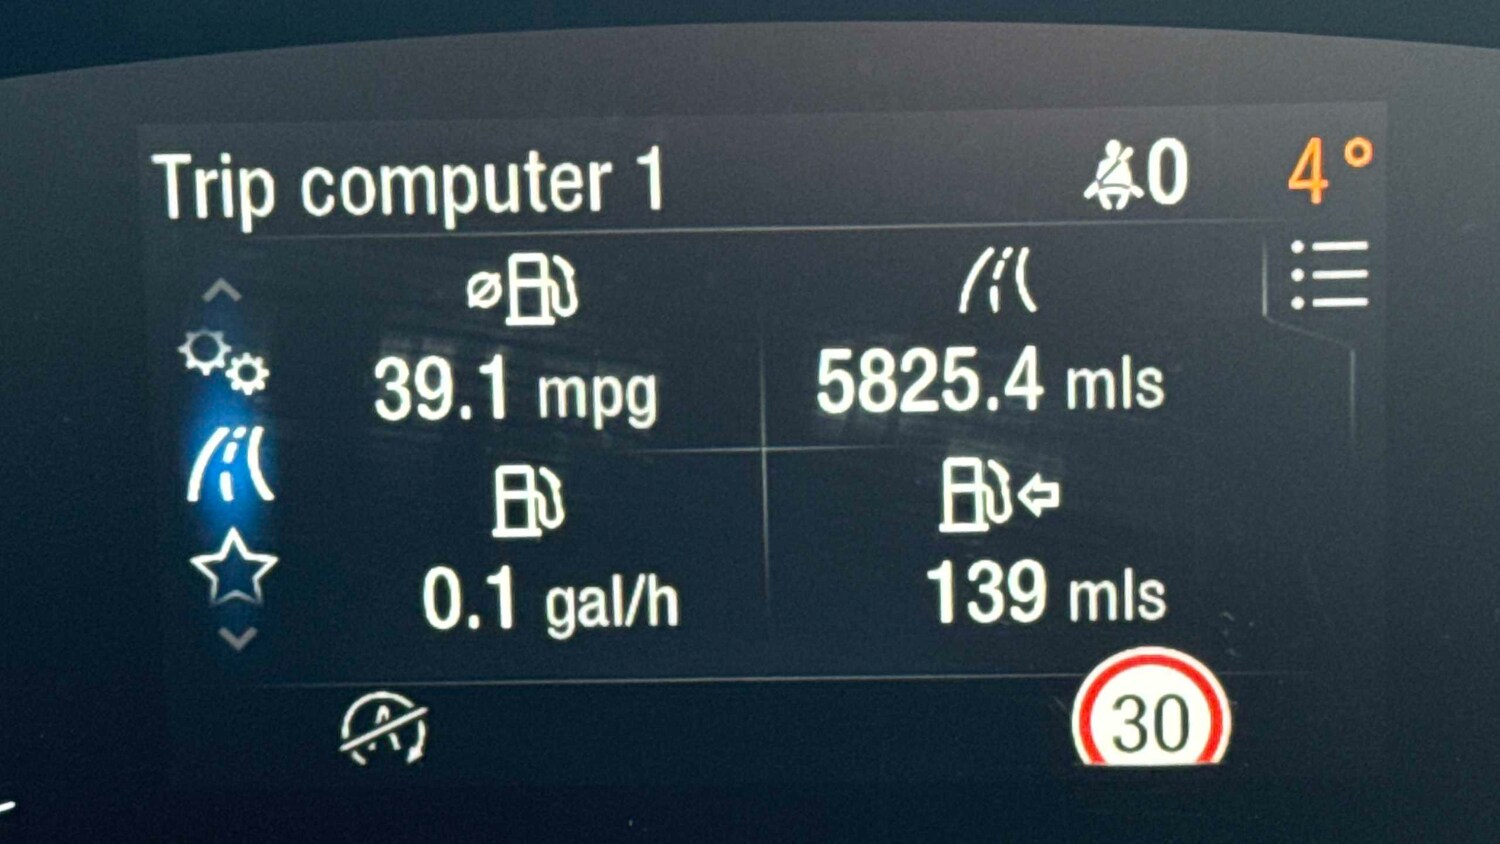 Trip computer 1 0 4°
39.1 mpg 5825.4 mls
0.1 gal/h 139 mls
30